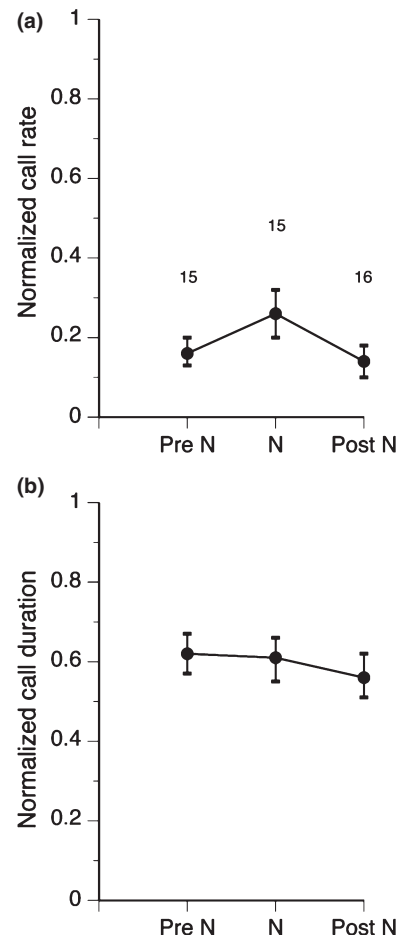 (a)
Normalized call rate
1
0.8
0.6
0.4
0.2
0
15
15
16
Pre N N Post N
(b)
Normalized call duration
1
0.8
0.6
0.4
0.2
0
Pre N N Post N